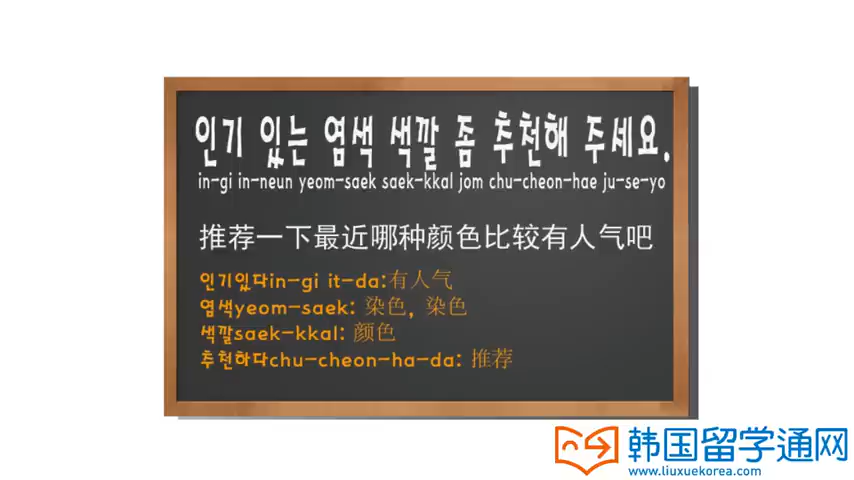 인기 있는 염색 색깔 좀 추천해 주세요.
in-gi in-neun yeom-saek saek-kkal jom chu-cheon-hae ju-se-yo
推荐一下最近哪种颜色比较有人气吧
인기있다in-gi it-da:有人气
염색yeom-saek: 染色, 染色
색깔saek-kkal: 颜色
추천하다chu-cheon-ha-da: 推荐
韩国留学通网
www.liuxuekorea.com